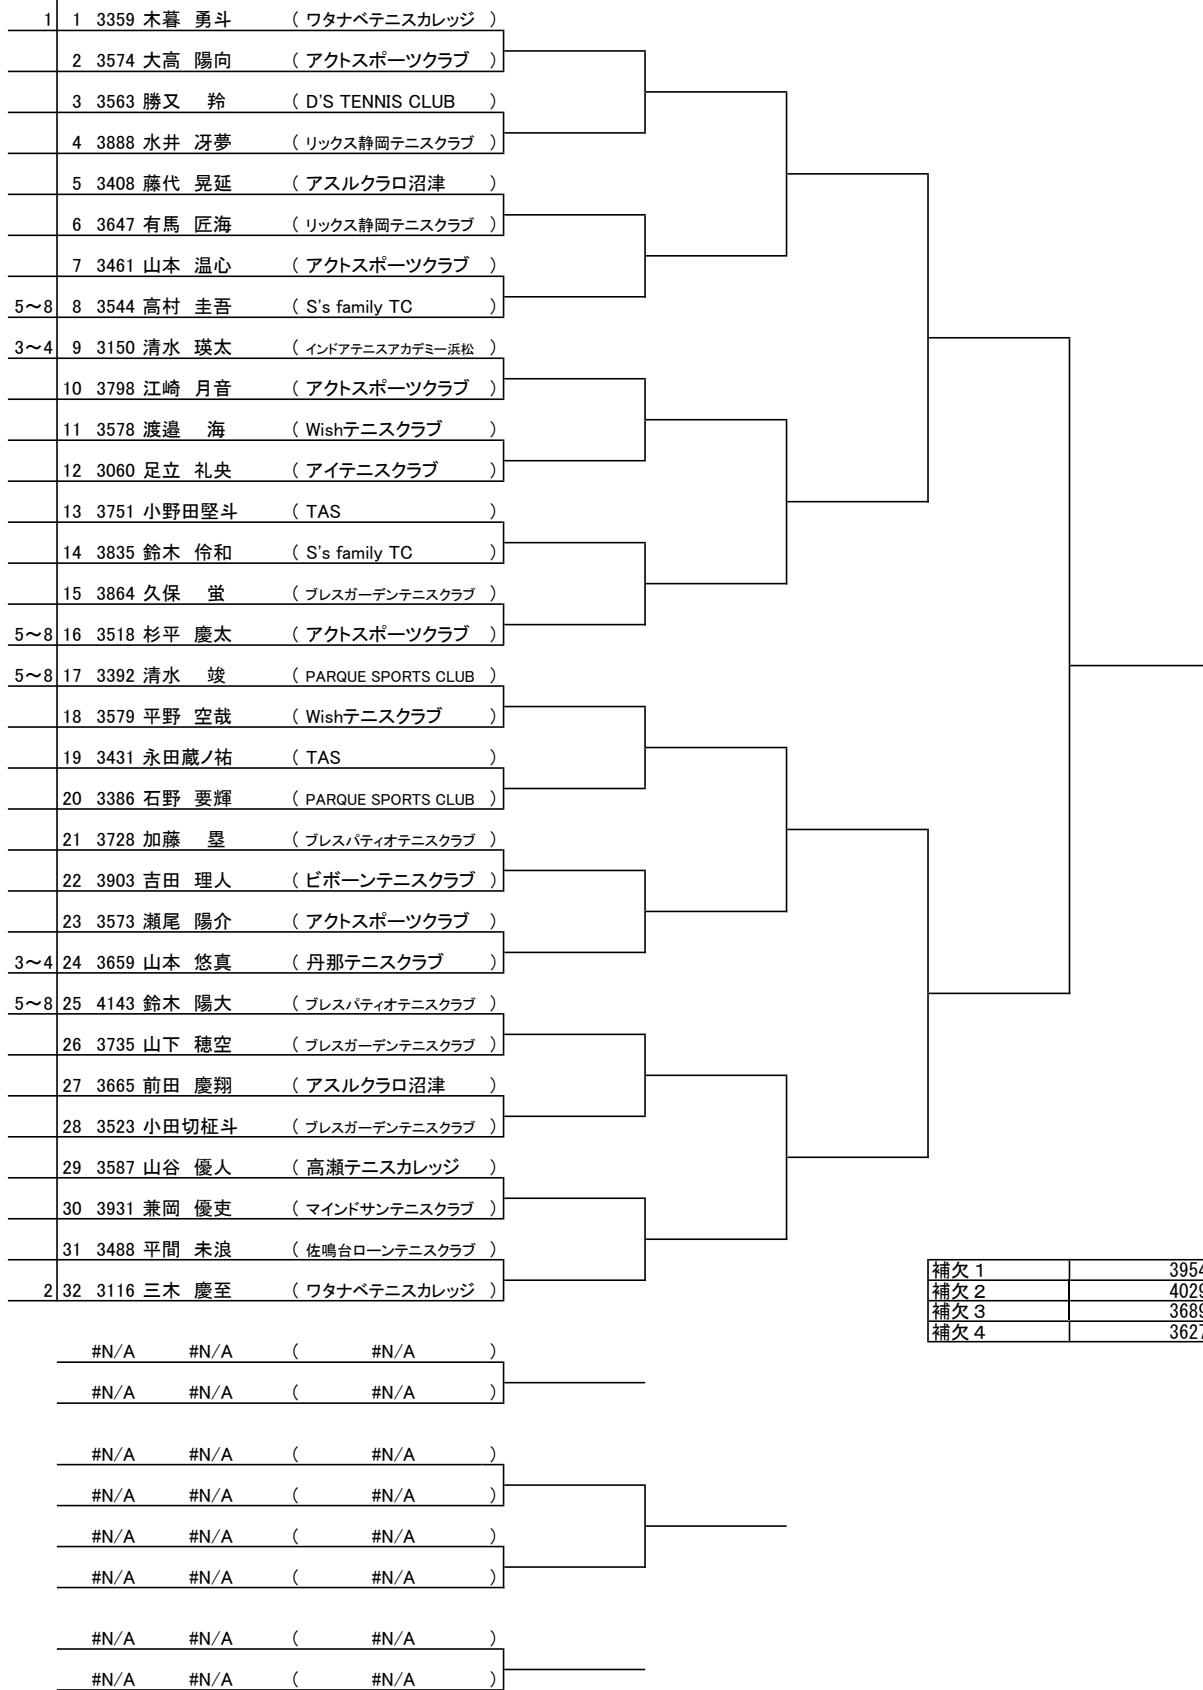 1 1 3359 木暮 勇斗 ( ワタナベテニスカレッジ )
2 3574 大高 陽向 ( アクトスポーツクラブ )
3 3563 勝又 羚 ( D'S TENNIS CLUB )
4 3888 水井 冴夢 ( リックス静岡テニスクラブ )
5 3408 藤代 晃延 ( アスルクラロ沼津 )
6 3647 有馬 匠海 ( リックス静岡テニスクラブ )
7 3461 山本 温心 ( アクトスポーツクラブ )
5～8 8 3544 高村 圭吾 ( S's family TC )
3～4 9 3150 清水 瑛太 ( インドアテニスアカデミー浜松 )
10 3798 江崎 月音 ( アクトスポーツクラブ )
11 3578 渡邉 海 ( Wishテニスクラブ )
12 3060 足立 礼央 ( アイテニスクラブ )
13 3751 小野田堅斗 ( TAS )
14 3835 鈴木 伶和 ( S's family TC )
15 3864 久保 蛍 ( ブレスガーデンテニスクラブ )
5～8 16 3518 杉平 慶太 ( アクトスポーツクラブ )
5～8 17 3392 清水 竣 ( PARQUE SPORTS CLUB )
18 3579 平野 空哉 ( Wishテニスクラブ )
19 3431 永田蔵ノ祐 ( TAS )
20 3386 石野 要輝 ( PARQUE SPORTS CLUB )
21 3728 加藤 塁 ( ブレスパティオテニスクラブ )
22 3903 吉田 理人 ( ビボーンテニスクラブ )
23 3573 瀬尾 陽介 ( アクトスポーツクラブ )
3～4 24 3659 山本 悠真 ( 丹那テニスクラブ )
5～8 25 4143 鈴木 陽大 ( ブレスパティオテニスクラブ )
26 3735 山下 穂空 ( ブレスガーデンテニスクラブ )
27 3665 前田 慶翔 ( アスルクラロ沼津 )
28 3523 小田切柾斗 ( ブレスガーデンテニスクラブ )
29 3587 山谷 優人 ( 高瀬テニスカレッジ )
30 3931 兼岡 優吏 ( マインドサンテニスクラブ )
31 3488 平間 未浪 ( 佐鳴台ローンテニスクラブ )
2 32 3116 三木 慶至 ( ワタナベテニスカレッジ )
補欠１ 3954
補欠２ 4029
補欠３ 3689
補欠４ 3627
#N/A #N/A ( #N/A )
#N/A #N/A ( #N/A )
#N/A #N/A ( #N/A )
#N/A #N/A ( #N/A )
#N/A #N/A ( #N/A )
#N/A #N/A ( #N/A )
#N/A #N/A ( #N/A )
#N/A #N/A ( #N/A )